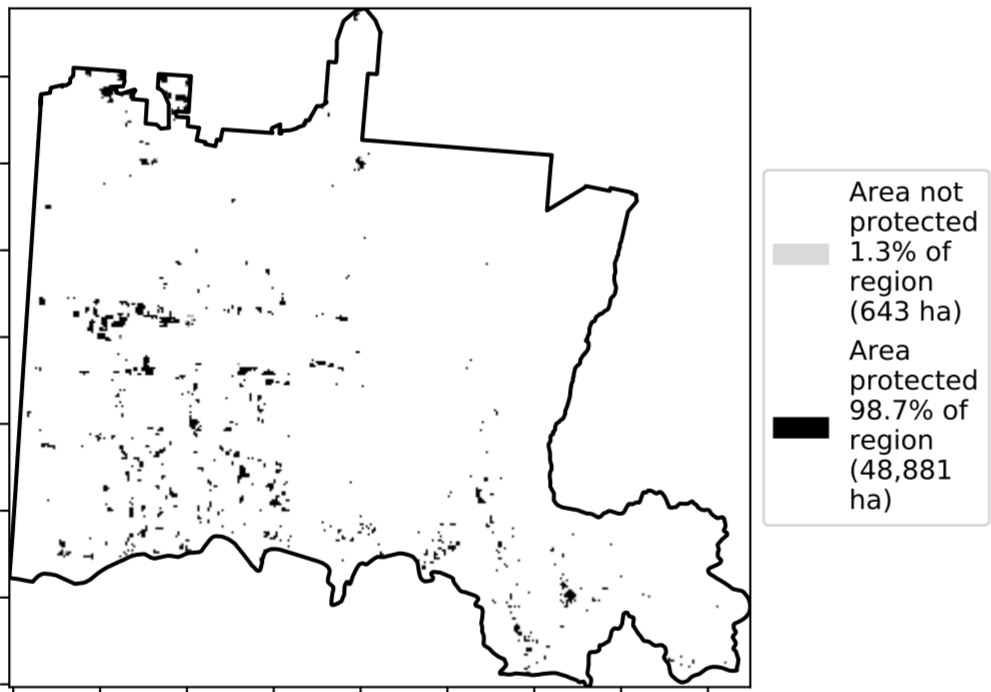 Area not
protected
1.3% of
region
(643 ha)
Area
protected
98.7% of
region
(48,881
ha)